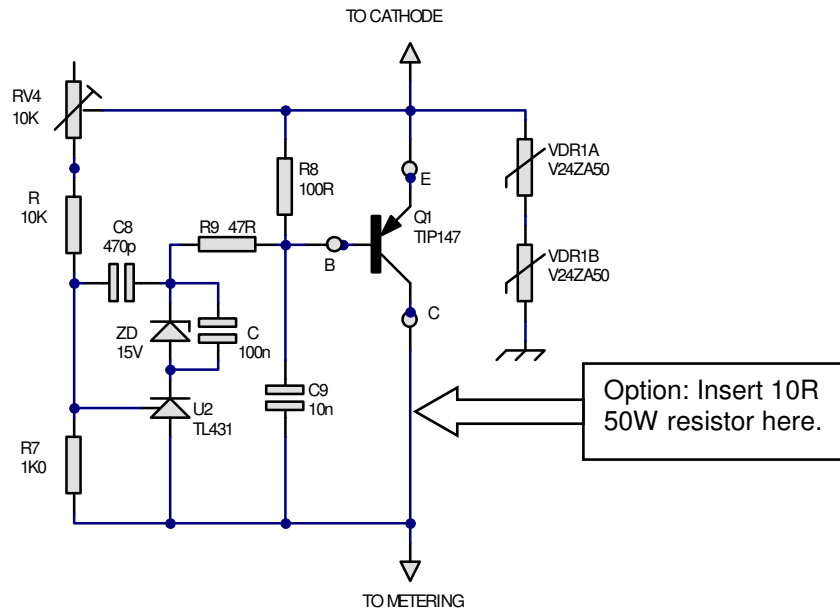 TO CATHODE
RV4
10K
R
10K
C8
470p
R9 47R
R8
100R
E
Q1
TIP147
B
C
VDR1A
V24ZA50
VDR1B
V24ZA50
ZD
15V
C
100n
U2
TL431
C9
10n
R7
1K0
Option: Insert 10R
50W resistor here.
TO METERING